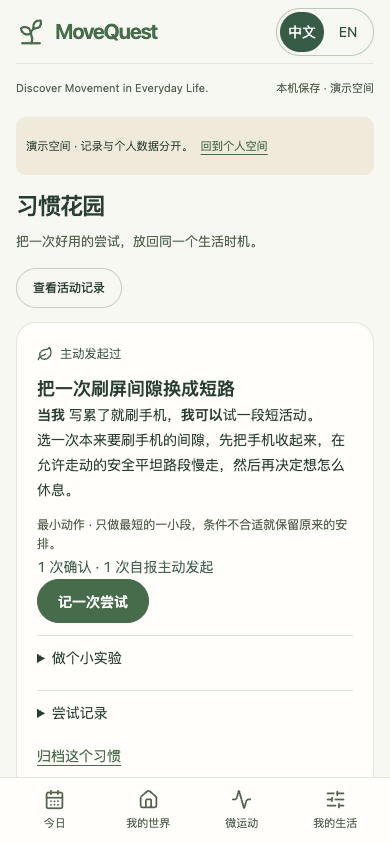 MoveQuest
中文
EN
Discover Movement in Everyday Life.
本机保存 · 演示空间
演示空间 · 记录与个人数据分开。 回到个人空间
习惯花园
把一次好用的尝试，放回同一个生活时机。
查看活动记录
主动发起过
把一次刷屏间隙换成短路
当我 写累了就刷手机，我可以试一段短活动。
选一次本来要刷手机的间隙，先把手机收起来，在
允许走动的安全平坦路段慢走，然后再决定想怎么
休息。
最小动作 · 只做最短的一小段，条件不合适就保留原来的安
排。
1 次确认 · 1 次自报主动发起
记一次尝试
做个小实验
尝试记录
归档这个习惯
今日
我的世界
微运动
我的生活